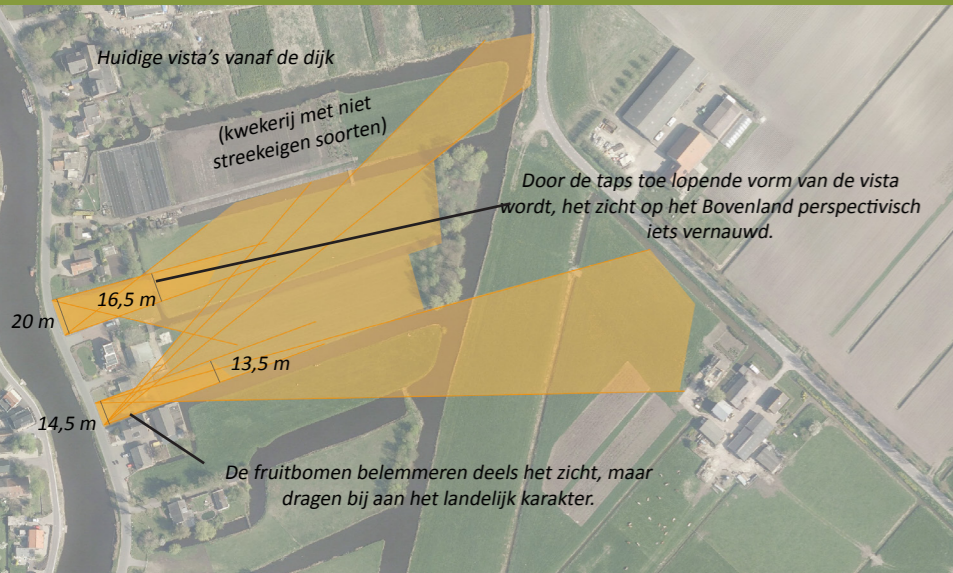 Huidige vista's vanaf de dijk
(kwekerij met niet
streekeigen soorten)
Door de taps toe lopende vorm van de vista
wordt, het zicht op het Bovenland perspectivisch
iets vernauwd.
16,5 m
20 m
13,5 m
14,5 m
De fruitbomen belemmeren deels het zicht, maar
dragen bij aan het landelijk karakter.